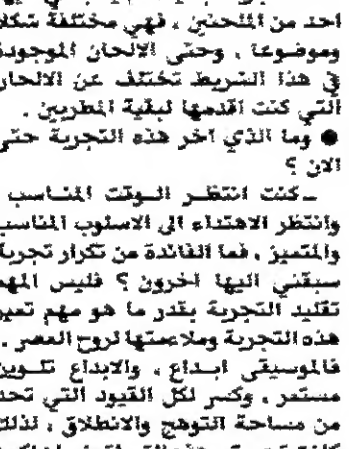 احد من الملحنين ، فهي مختلفة شكلا
وموضوعا ، وحتى الالحان الموجودة
في هذا الشريط تختلف عن الالحان
التي كنت اقدمها لبقية المطربين .
● وما الذي اخر هذه التجربة حتى
الان ؟
ـ كنت انتظر الوقت المناسب
وانتظر الاهتداء الى الاسلوب المناسب
والمتميز ، فما الفائدة من تكرار تجربة
سبقني اليها اخرون ؟ فليس المهم
تقليد التجربة بقدر ما هو مهم تميز
هذه التجربة وملاءمتها لروح العصر .
فالموسيقى ابداع ، والابداع تلوين
مستمر ، وكسر لكل القيود التي تحد
من مساحة التوهج والانطلاق ، لذلك